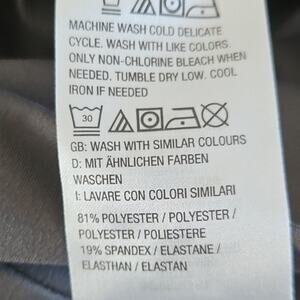 MACHINE WASH COLD DELICATE
CYCLE. WASH WITH LIKE COLORS.
ONLY NON-CHLORINE BLEACH WHEN
NEEDED. TUMBLE DRY LOW. COOL
IRON IF NEEDED
30
GB: WASH WITH SIMILAR COLOURS
D: MIT ÄHNLICHEN FARBEN
WASCHEN
I: LAVARE CON COLORI SIMILARI
81% POLYESTER / POLYESTER /
POLYESTER / POLIESTERE
19% SPANDEX / ELASTANE /
ELASTHAN / ELASTAN